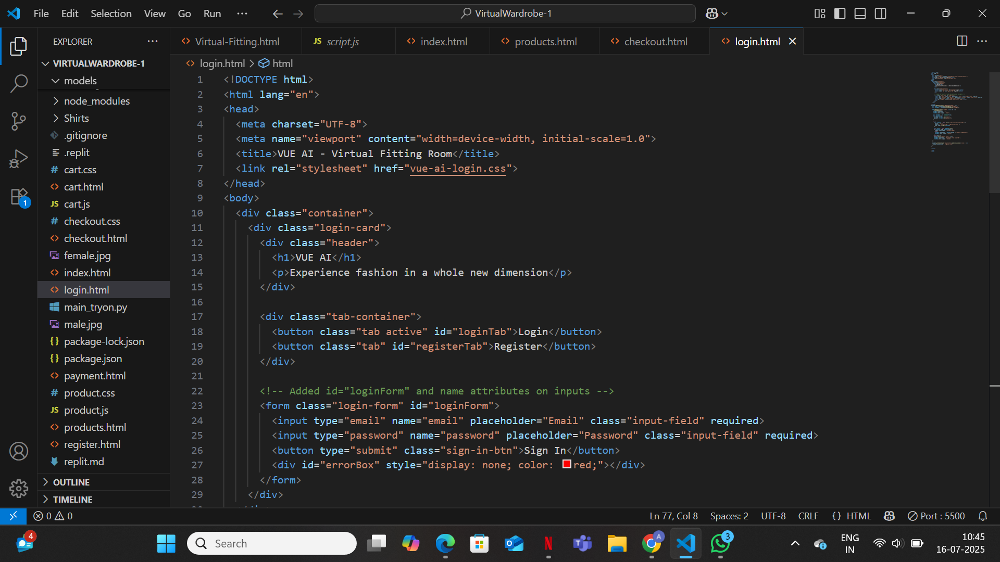 File Edit Selection View Go Run ··· VirtualWardrobe-1
EXPLORER ···
Virtual-Fitting.html
JS script.js
index.html
products.html
checkout.html
login.html
VIRTUALWARDROBE-1
models
node_modules
Shirts
.gitignore
.replit
# cart.css
cart.html
JS cart.js
# checkout.css
checkout.html
female.jpg
index.html
login.html
main_tryon.py
male.jpg
{} package-lock.json
{} package.json
payment.html
# product.css
JS product.js
products.html
register.html
replit.md
OUTLINE
TIMELINE
1
login.html > html
1 <!DOCTYPE html>
2 <html lang="en">
3 <head>
4 <meta charset="UTF-8">
5 <meta name="viewport" content="width=device-width, initial-scale=1.0">
6 <title>VUE AI - Virtual Fitting Room</title>
7 <link rel="stylesheet" href="vue-ai-login.css">
8 </head>
9 <body>
10 <div class="container">
11 <div class="login-card">
12 <div class="header">
13 <h1>VUE AI</h1>
14 <p>Experience fashion in a whole new dimension</p>
15 </div>
16
17 <div class="tab-container">
18 <button class="tab active" id="loginTab">Login</button>
19 <button class="tab" id="registerTab">Register</button>
20 </div>
21
22 <!-- Added id="loginForm" and name attributes on inputs -->
23 <form class="login-form" id="loginForm">
24 <input type="email" name="email" placeholder="Email" class="input-field" required>
25 <input type="password" name="password" placeholder="Password" class="input-field" required>
26 <button type="submit" class="sign-in-btn">Sign In</button>
27 <div id="errorBox" style="display: none; color: red;"></div>
28 </form>
29 </div>
0 0 Ln 77, Col 8 Spaces: 2 UTF-8 CRLF {} HTML Port : 5500
4 Search A 3 ENG
IN
10:45
16-07-2025